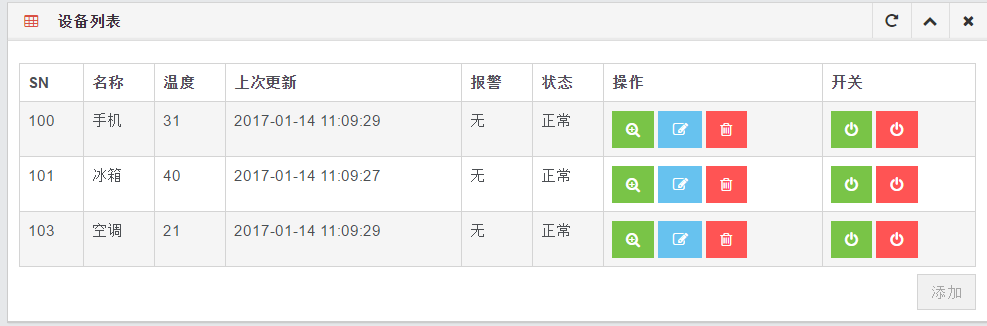 设备列表
SN 名称 温度 上次更新 报警 状态 操作 开关
100 手机 31 2017-01-14 11:09:29 无 正常
101 冰箱 40 2017-01-14 11:09:27 无 正常
103 空调 21 2017-01-14 11:09:29 无 正常
添加